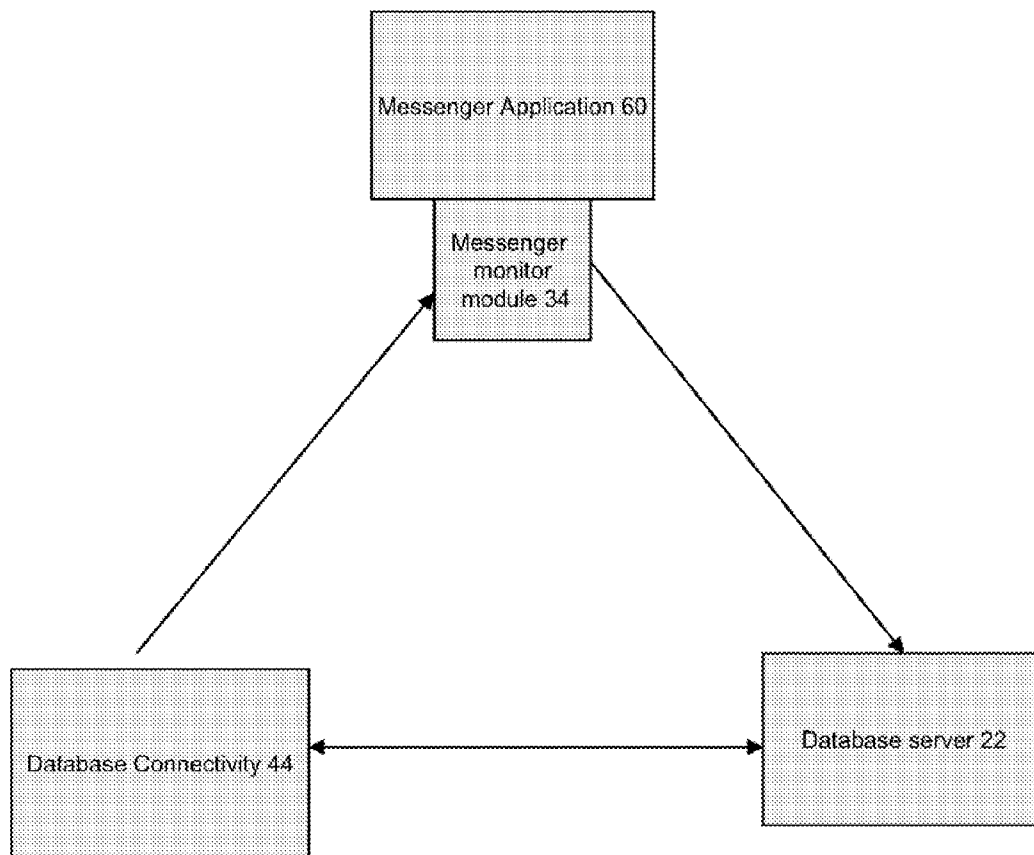 Messenger Application 60
Messenger
monitor
module 34
Database Connectivity 44
Database server 22